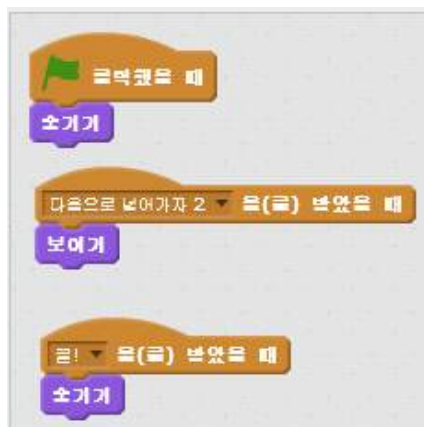 클릭했을 때
숨기기
다음으로 넘어가자 2 을(를) 받았을 때
보이기
끝! 을(를) 받았을 때
숨기기